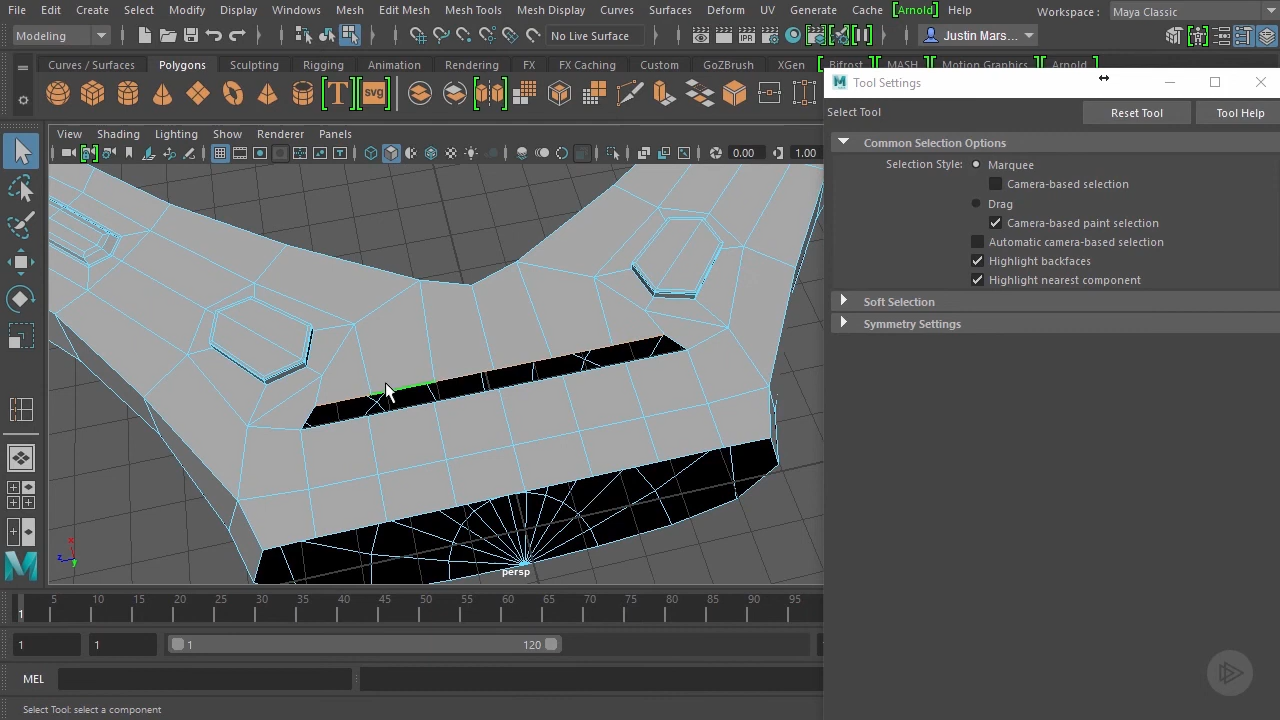 File Edit Create Select Modify Display Windows Mesh Edit Mesh Mesh Tools Mesh Display Curves Surfaces Deform UV Generate Cache [Arnold] Help Workspace : Maya Classic
Modeling No Live Surface Justin Mars...
Curves / Surfaces Polygons Sculpting Rigging Animation Rendering FX FX Caching Custom GoZBrush XGen Bifrost MASH Motion Graphics Arnold
T SVG
Tool Settings
Select Tool Reset Tool Tool Help
View Shading Lighting Show Renderer Panels
0.00 1.00
Common Selection Options
Selection Style: Marquee
Camera-based selection
Drag
Camera-based paint selection
Automatic camera-based selection
Highlight backfaces
Highlight nearest component
Soft Selection
Symmetry Settings
x
z
y
persp
1 5 10 15 20 25 30 35 40 45 50 55 60 65 70 75 80 85 90 95
1 1 1 120
MEL
Select Tool: select a component